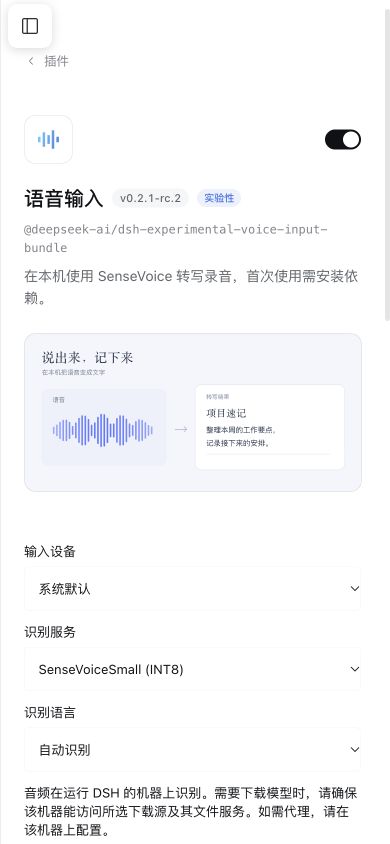 插件
语音输入 v0.2.1-rc.2 实验性
@deepseek-ai/dsh-experimental-voice-input-
bundle
在本机使用 SenseVoice 转写录音，首次使用需安装依
赖。
说出来，记下来
在本机把语音变成文字
语音
转写结果
项目速记
整理本周的工作要点，
记录接下来的安排。
输入设备
系统默认
识别服务
SenseVoiceSmall (INT8)
识别语言
自动识别
音频在运行 DSH 的机器上识别。需要下载模型时，请确保
该机器能访问所选下载源及其文件服务。如需代理，请在
该机器上配置。